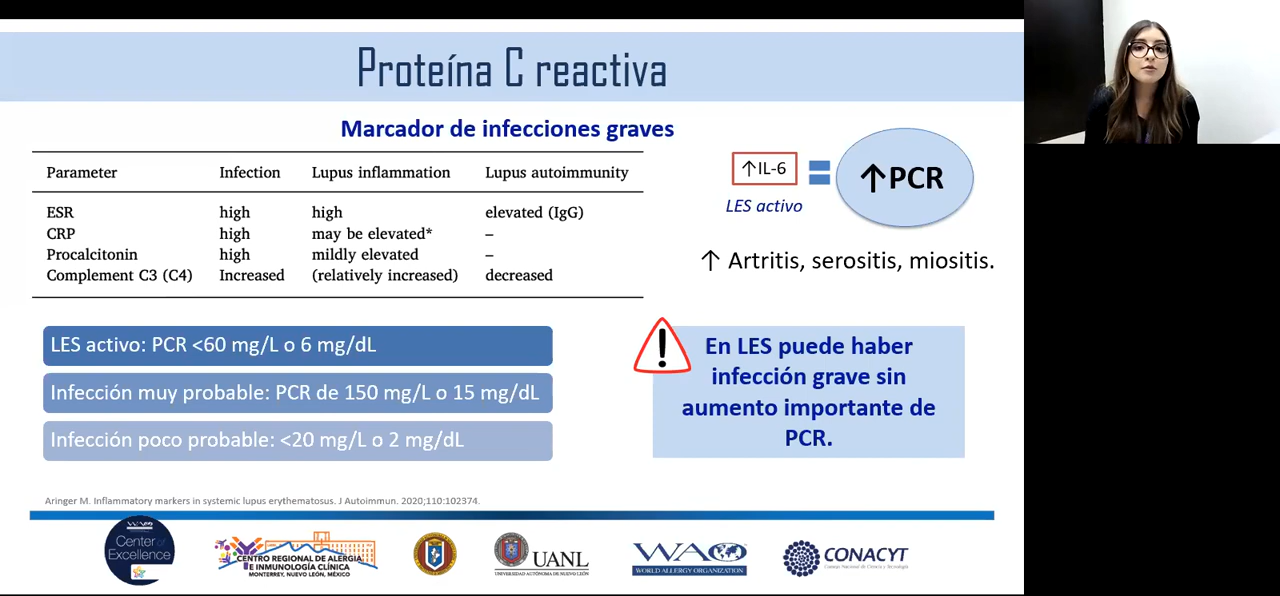 Proteína C reactiva
Marcador de infecciones graves
Parameter Infection Lupus inflammation Lupus autoimmunity
ESR high high elevated (IgG)
CRP high may be elevated* –
Procalcitonin high mildly elevated –
Complement C3 (C4) Increased (relatively increased) decreased
↑IL-6
LES activo
↑PCR
↑ Artritis, serositis, miositis.
LES activo: PCR <60 mg/L o 6 mg/dL
Infección muy probable: PCR de 150 mg/L o 15 mg/dL
Infección poco probable: <20 mg/L o 2 mg/dL
!
En LES puede haber
infección grave sin
aumento importante de
PCR.
Aringer M. Inflammatory markers in systemic lupus erythematosus. J Autoimmun. 2020;110:102374.
WAO
Center of
Excellence
CENTRO REGIONAL DE ALERGIA
E INMUNOLOGÍA CLÍNICA
MONTERREY, NUEVO LEÓN, MÉXICO
UANL
UNIVERSIDAD AUTÓNOMA DE NUEVO LEÓN
WAO
WORLD ALLERGY ORGANIZATION
CONACYT
Consejo Nacional de Ciencia y Tecnología